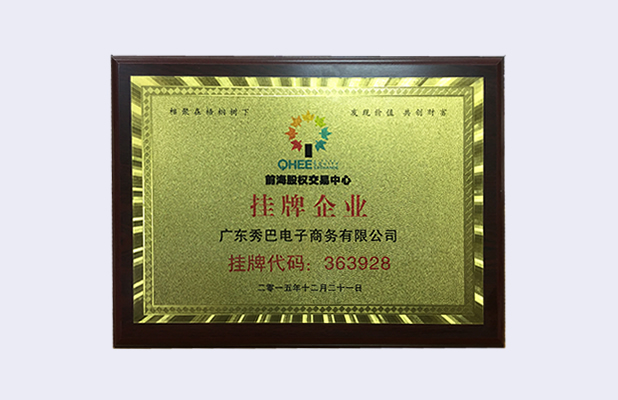 相聚在梧桐树下
发现价值 共创财富
QHEE
前海股权交易中心
挂牌企业
广东秀巴电子商务有限公司
挂牌代码：363928
二零一五年十二月二十一日